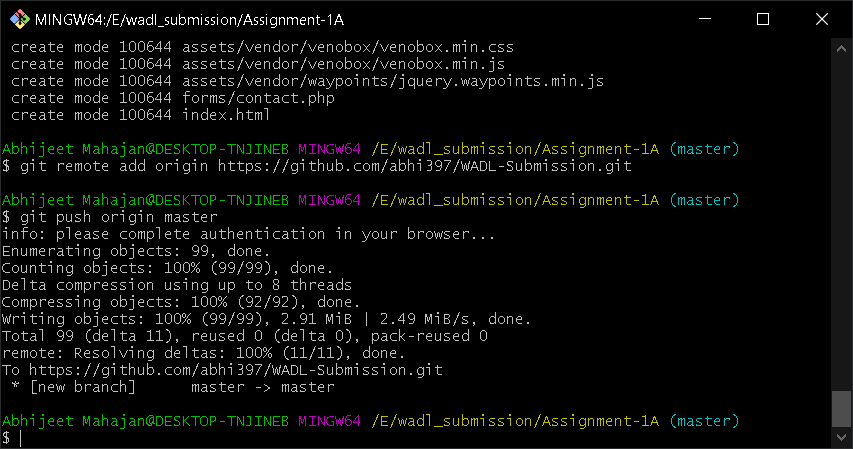 MINGW64:/E/wadl_submission/Assignment-1A
create mode 100644 assets/vendor/venobox/venobox.min.css
create mode 100644 assets/vendor/venobox/venobox.min.js
create mode 100644 assets/vendor/waypoints/jquery.waypoints.min.js
create mode 100644 forms/contact.php
create mode 100644 index.html
Abhijeet Mahajan@DESKTOP-TNJINEB MINGW64 /E/wadl_submission/Assignment-1A (master)
$ git remote add origin https://github.com/abhi397/WADL-Submission.git
Abhijeet Mahajan@DESKTOP-TNJINEB MINGW64 /E/wadl_submission/Assignment-1A (master)
$ git push origin master
info: please complete authentication in your browser...
Enumerating objects: 99, done.
Counting objects: 100% (99/99), done.
Delta compression using up to 8 threads
Compressing objects: 100% (92/92), done.
Writing objects: 100% (99/99), 2.91 MiB | 2.49 MiB/s, done.
Total 99 (delta 11), reused 0 (delta 0), pack-reused 0
remote: Resolving deltas: 100% (11/11), done.
To https://github.com/abhi397/WADL-Submission.git
* [new branch]      master -> master
Abhijeet Mahajan@DESKTOP-TNJINEB MINGW64 /E/wadl_submission/Assignment-1A (master)
$